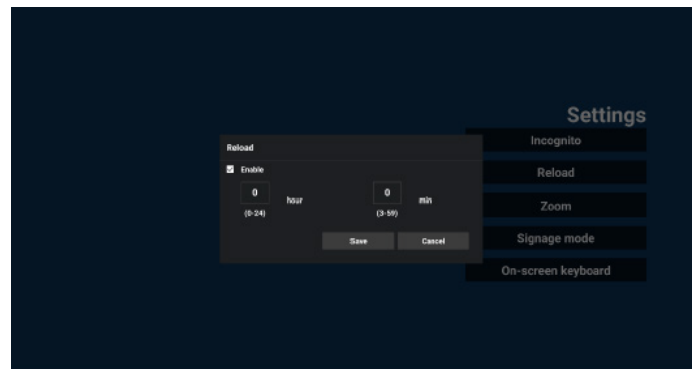 Settings
Incognito
Reload
Zoom
Signage mode
On-screen keyboard
Reload
Enable
0 hour 0 min
(0-24) (3-59)
Save Cancel